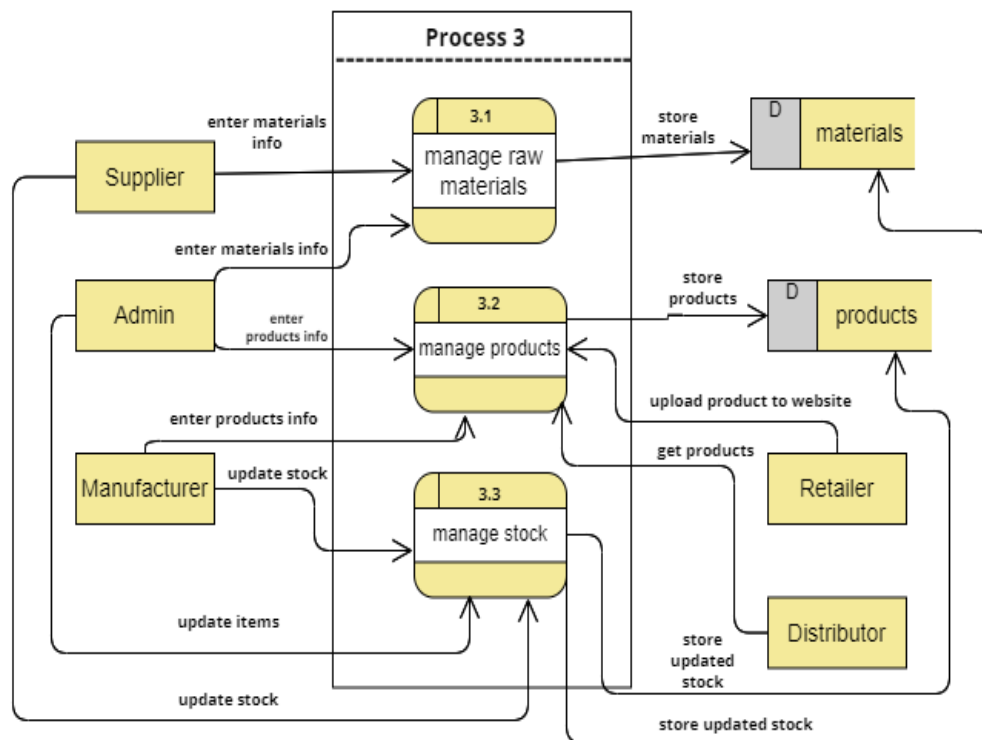 Process 3
3.1
manage raw
materials
enter materials
info
store
materials
D
materials
Supplier
enter materials info
Admin
enter
products info
3.2
manage products
store
products
D
products
enter products info
upload product to website
Manufacturer
update stock
get products
Retailer
3.3
manage stock
update items
Distributor
store
updated
stock
update stock
store updated stock